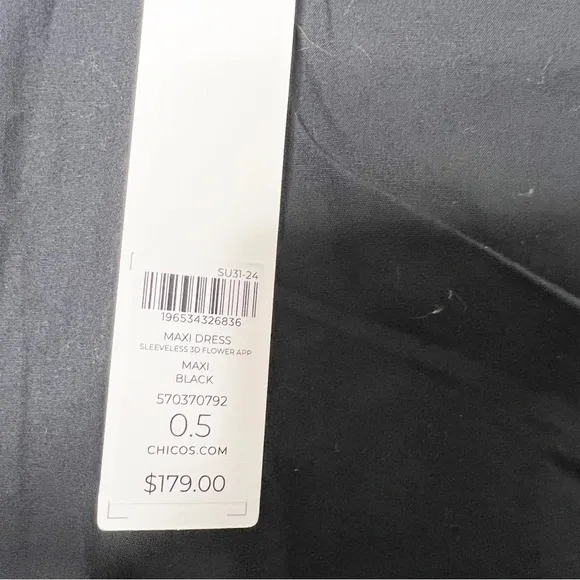 SU31-24
196534326836
MAXI DRESS
SLEEVELESS 3D FLOWER APP
MAXI
BLACK
570370792
0.5
CHICOS.COM
$179.00